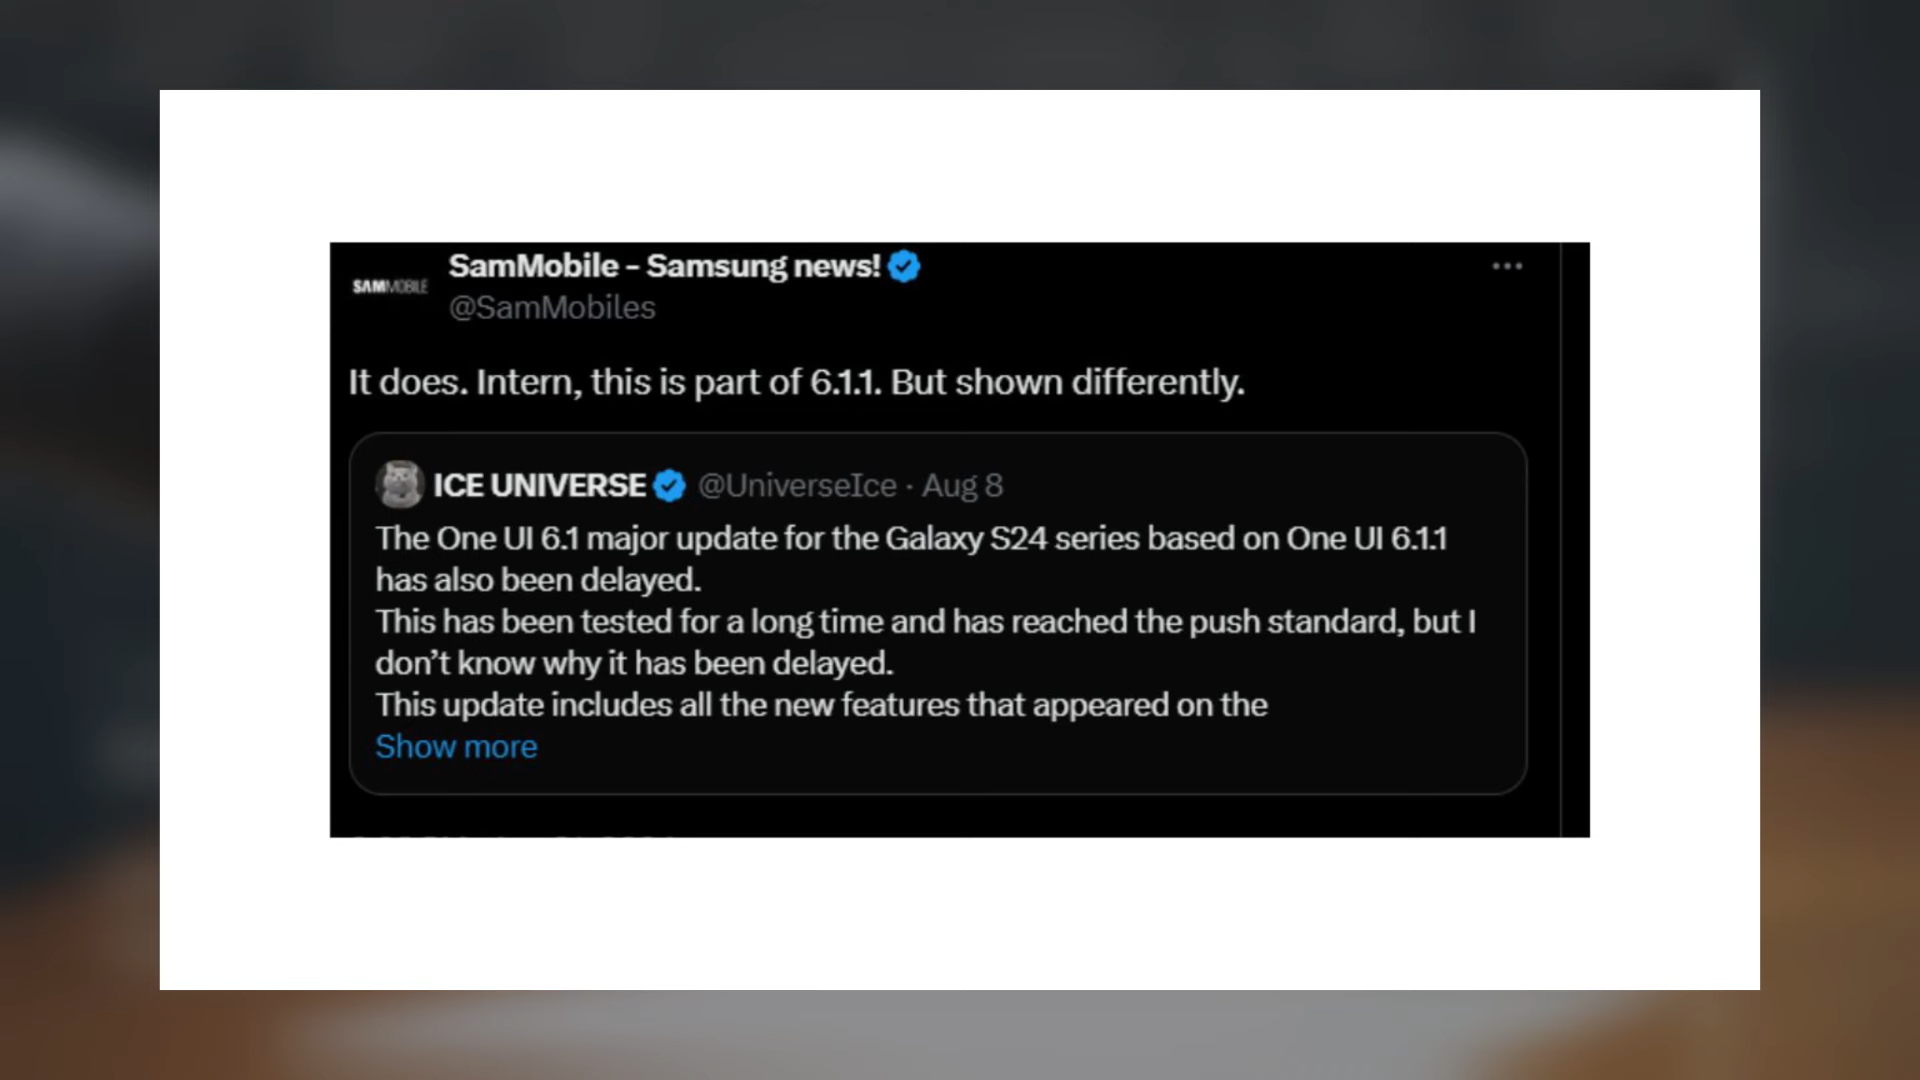 SamMobile - Samsung news!
SAMMOBILE
@SamMobiles
It does. Intern, this is part of 6.1.1. But shown differently.
ICE UNIVERSE @UniverseIce · Aug 8
The One UI 6.1 major update for the Galaxy S24 series based on One UI 6.1.1
has also been delayed.
This has been tested for a long time and has reached the push standard, but I
don’t know why it has been delayed.
This update includes all the new features that appeared on the
Show more